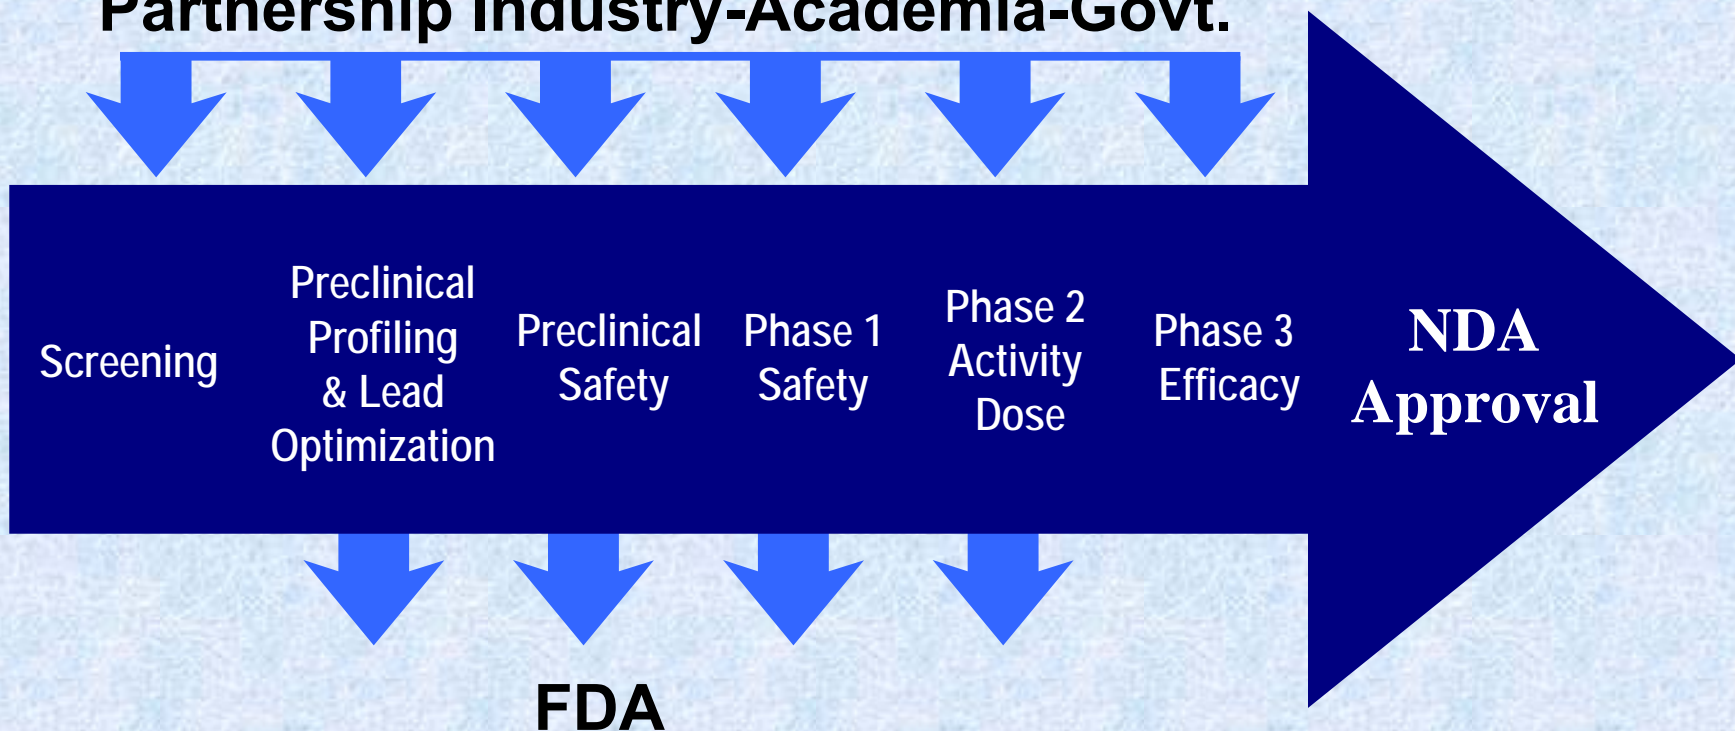 Partnership Industry-Academia-Govt.
Screening
Preclinical
Profiling
& Lead
Optimization
Preclinical
Safety
Phase 1
Safety
Phase 2
Activity
Dose
Phase 3
Efficacy
NDA
Approval
FDA